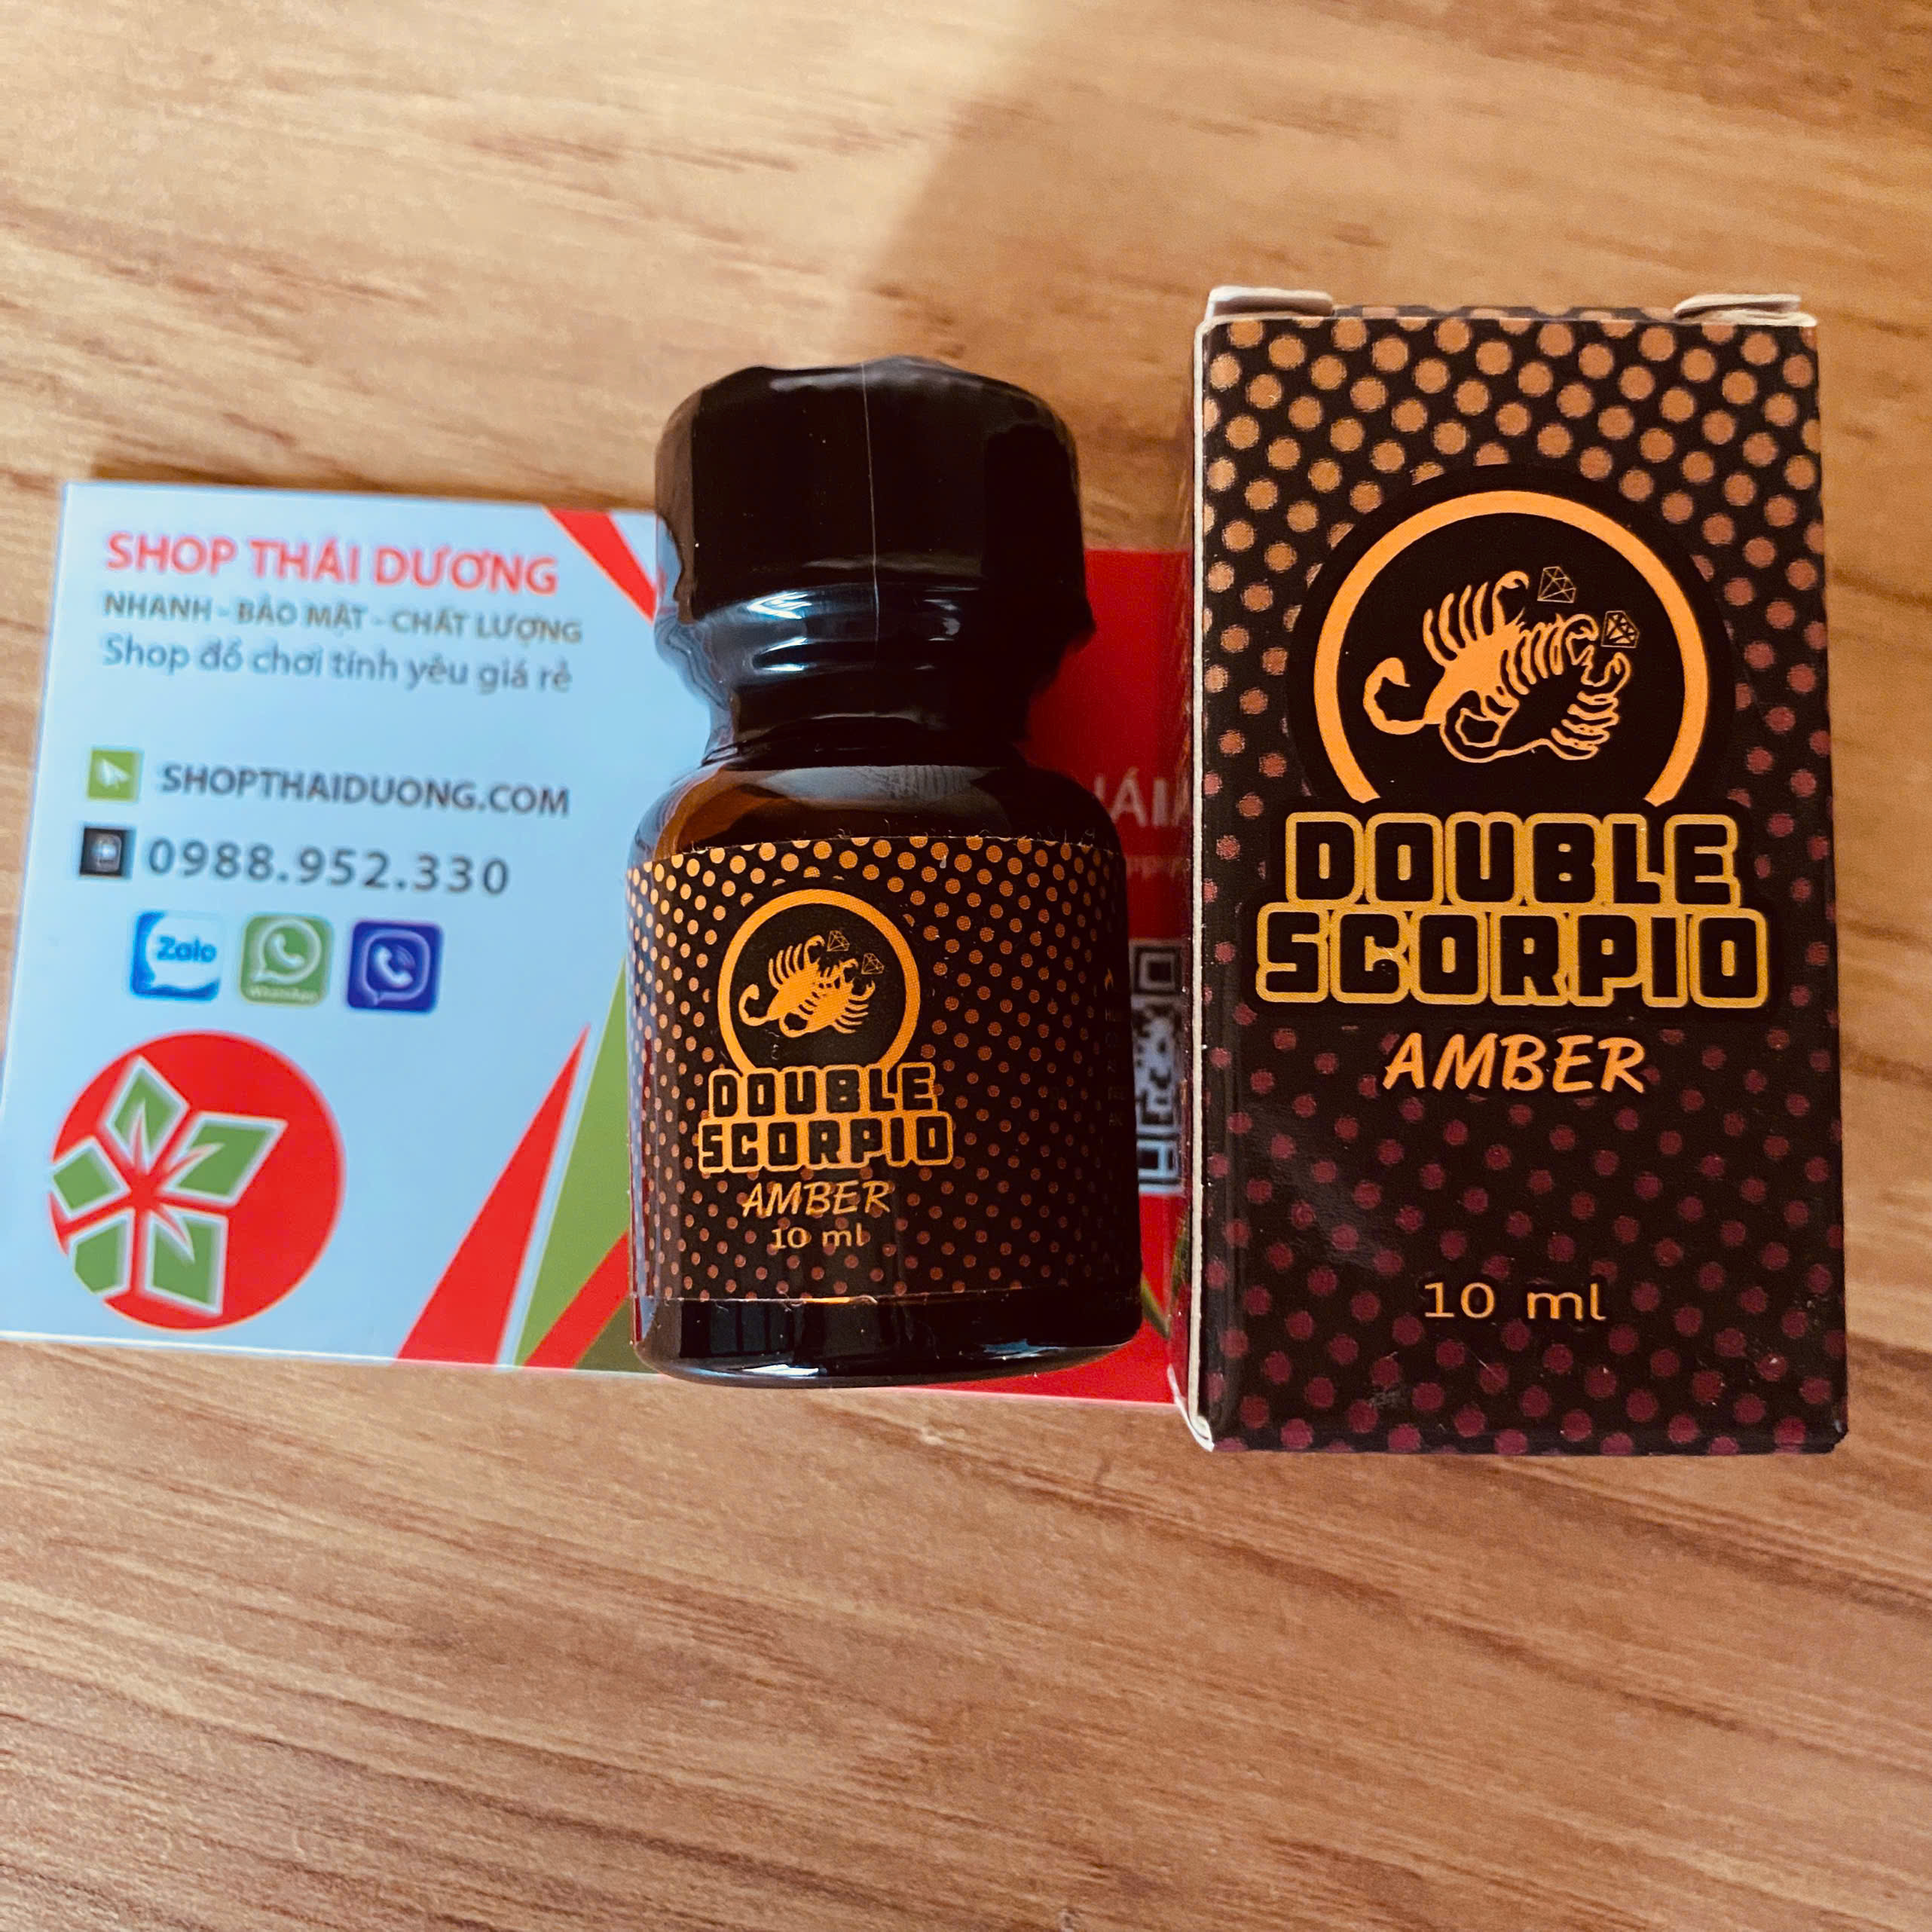 SHOP THÁI DƯƠNG
NHANH - BẢO MẬT - CHẤT LƯỢNG
Shop đồ chơi tình yêu giá rẻ
SHOPTHAIDUONG.COM
0988.952.330
Zalo
WhatsApp
DOUBLE
SCORPIO
AMBER
10 ml
DOUBLE
SCORPIO
AMBER
10 ml